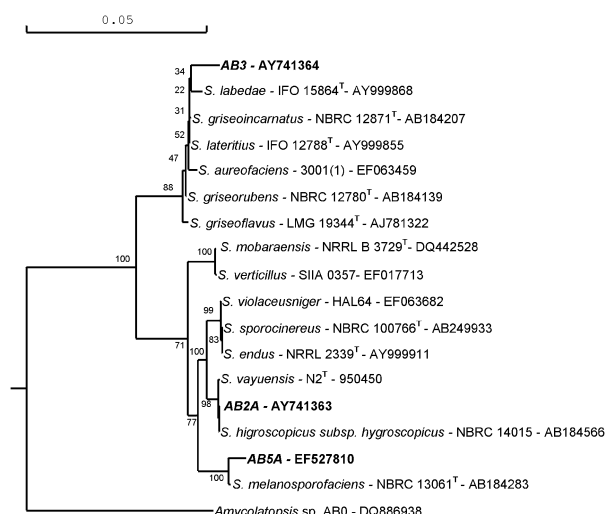 0.05
AB3 - AY741364
34
22
S. labedae - IFO 15864T- AY999868
31
S. griseoincarnatus - NBRC 12871T- AB184207
52
S. lateritius - IFO 12788T- AY999855
47
S. aureofaciens - 3001(1) - EF063459
88
S. griseorubens - NBRC 12780T - AB184139
S. griseoflavus - LMG 19344T - AJ781322
100
S. mobaraensis - NRRL B 3729T- DQ442528
100
S. verticillus - SIIA 0357- EF017713
S. violaceusniger - HAL64 - EF063682
99
S. sporocinereus - NBRC 100766T- AB249933
83
71
100
S. endus - NRRL 2339T - AY999911
S. vayuensis - N2T - 950450
98
AB2A - AY741363
77
S. higroscopicus subsp. hygroscopicus - NBRC 14015 - AB184566
AB5A - EF527810
100
S. melanosporofaciens - NBRC 13061T - AB184283
Amycolatopsis sp. AB0 - DQ886938